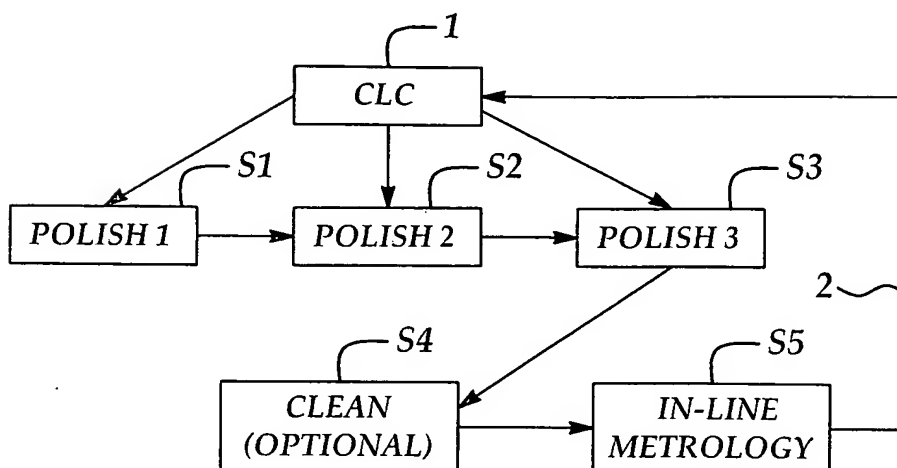 1
CLC
S1
S2
S3
POLISH 1
POLISH 2
POLISH 3
2
S4
S5
CLEAN
(OPTIONAL)
IN-LINE
METROLOGY